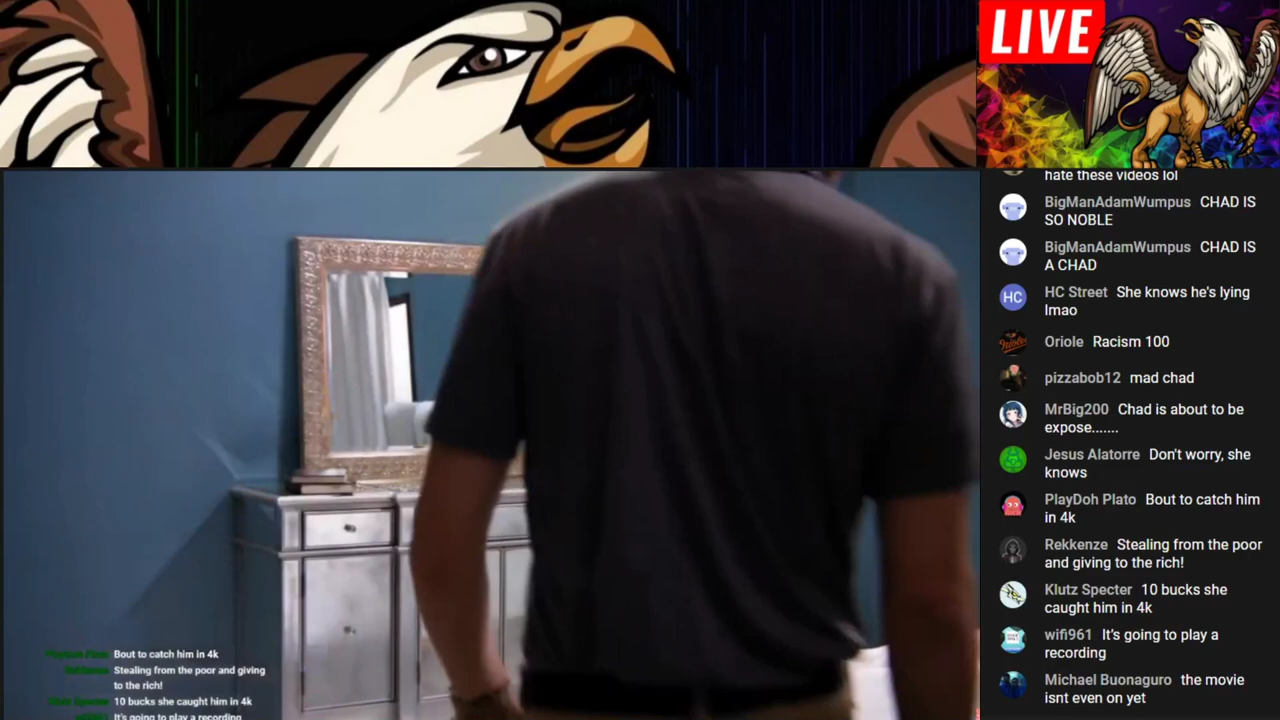 LIVE
hate these videos lol
BigManAdamWumpus CHAD IS
SO NOBLE
BigManAdamWumpus CHAD IS
A CHAD
HC HC Street She knows he's lying
lmao
Oriole Racism 100
pizzabob12 mad chad
MrBig200 Chad is about to be
expose.......
Jesus Alatorre Don't worry, she
knows
PlayDoh Plato Bout to catch him
in 4k
Rekkenze Stealing from the poor
and giving to the rich!
Klutz Specter 10 bucks she
caught him in 4k
wifi961 It's going to play a
recording
Michael Buonaguro the movie
isnt even on yet
Bout to catch him in 4k
Stealing from the poor and giving
to the rich!
10 bucks she caught him in 4k
It's going to play a recording